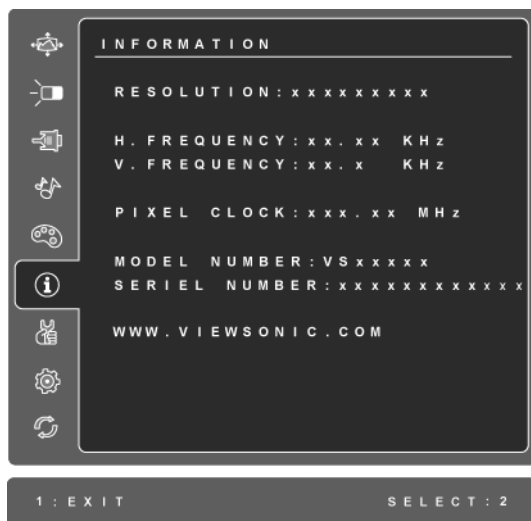 INFORMATION
RESOLUTION:xxxxxxxxx
H. FREQUENCY:xx.xx KHz
V. FREQUENCY:xx.x KHz
PIXEL CLOCK:xxx.xx MHz
MODEL NUMBER:VSxxxxx
SERIEL NUMBER:xxxxxxxxxxxx
WWW.VIEWSONIC.COM
1:EXIT SELECT:2